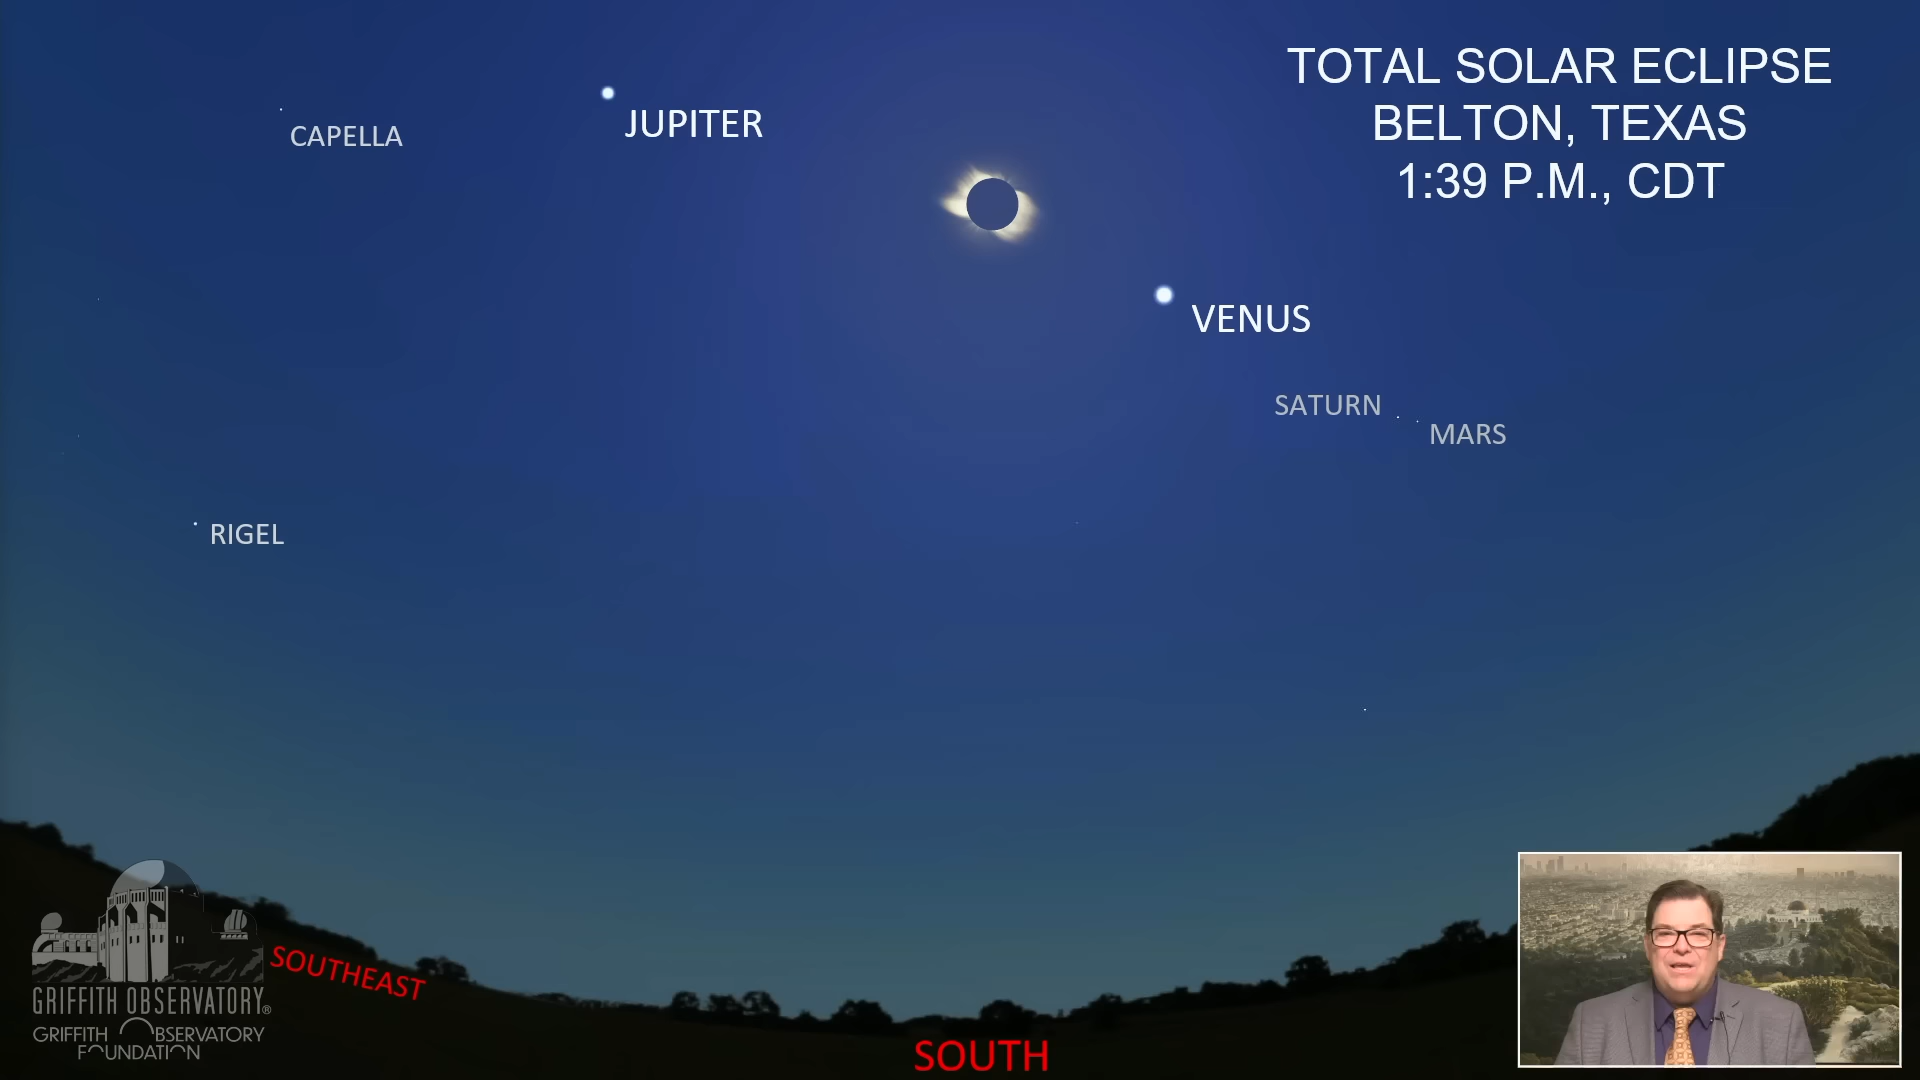 TOTAL SOLAR ECLIPSE
BELTON, TEXAS
1:39 P.M., CDT
JUPITER
CAPELLA
VENUS
SATURN
MARS
RIGEL
SOUTHEAST
GRIFFITH OBSERVATORY®
GRIFFITH OBSERVATORY
FOUNDATION
SOUTH